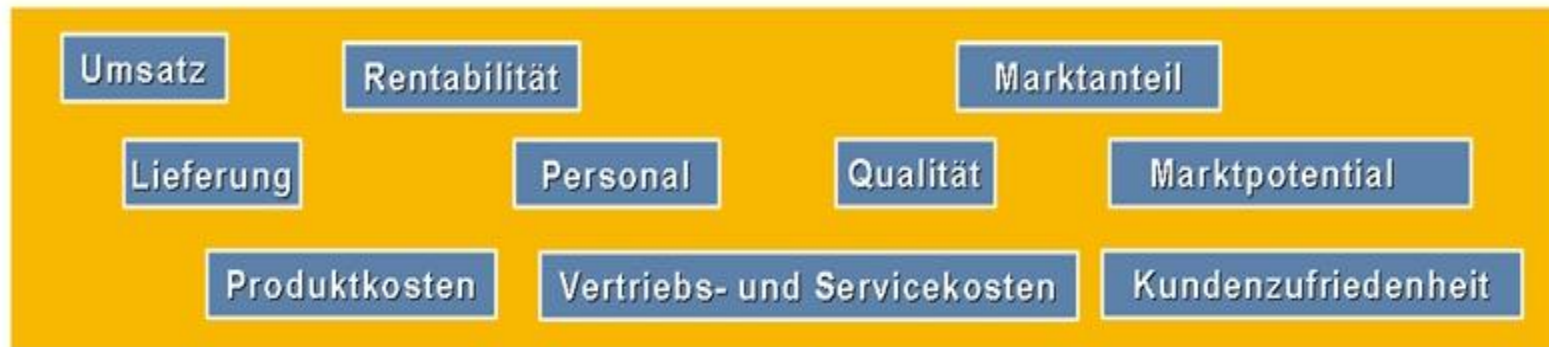 Umsatz
Rentabilität
Marktanteil
Lieferung
Personal
Qualität
Marktpotential
Produktkosten
Vertriebs- und Servicekosten
Kundenzufriedenheit